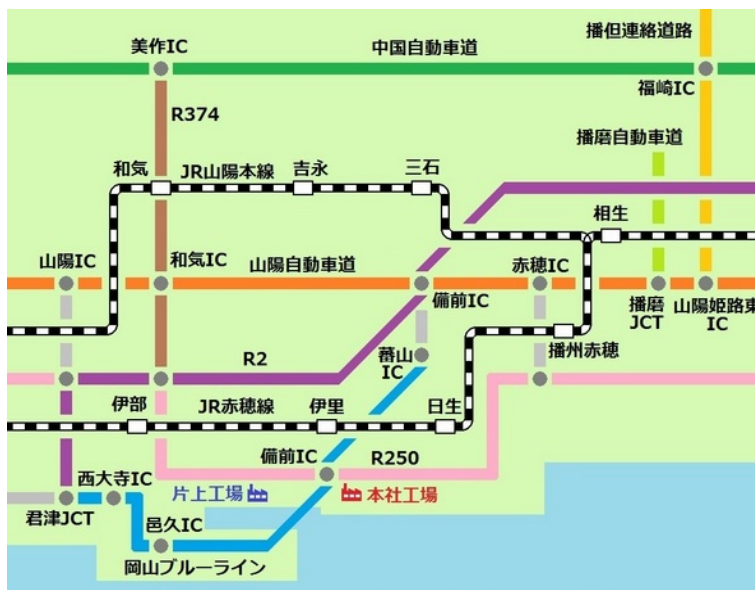 播但連絡道路
美作IC
中国自動車道
福崎IC
R374
播磨自動車道
和気
JR山陽本線
吉永
三石
相生
山陽IC
和気IC
山陽自動車道
赤穂IC
備前IC
播磨
JCT
山陽姫路東
IC
R2
蕃山
IC
播州赤穂
伊部
JR赤穂線
伊里
日生
備前IC
R250
西大寺IC
片上工場
本社工場
君津JCT
邑久IC
岡山ブルーライン